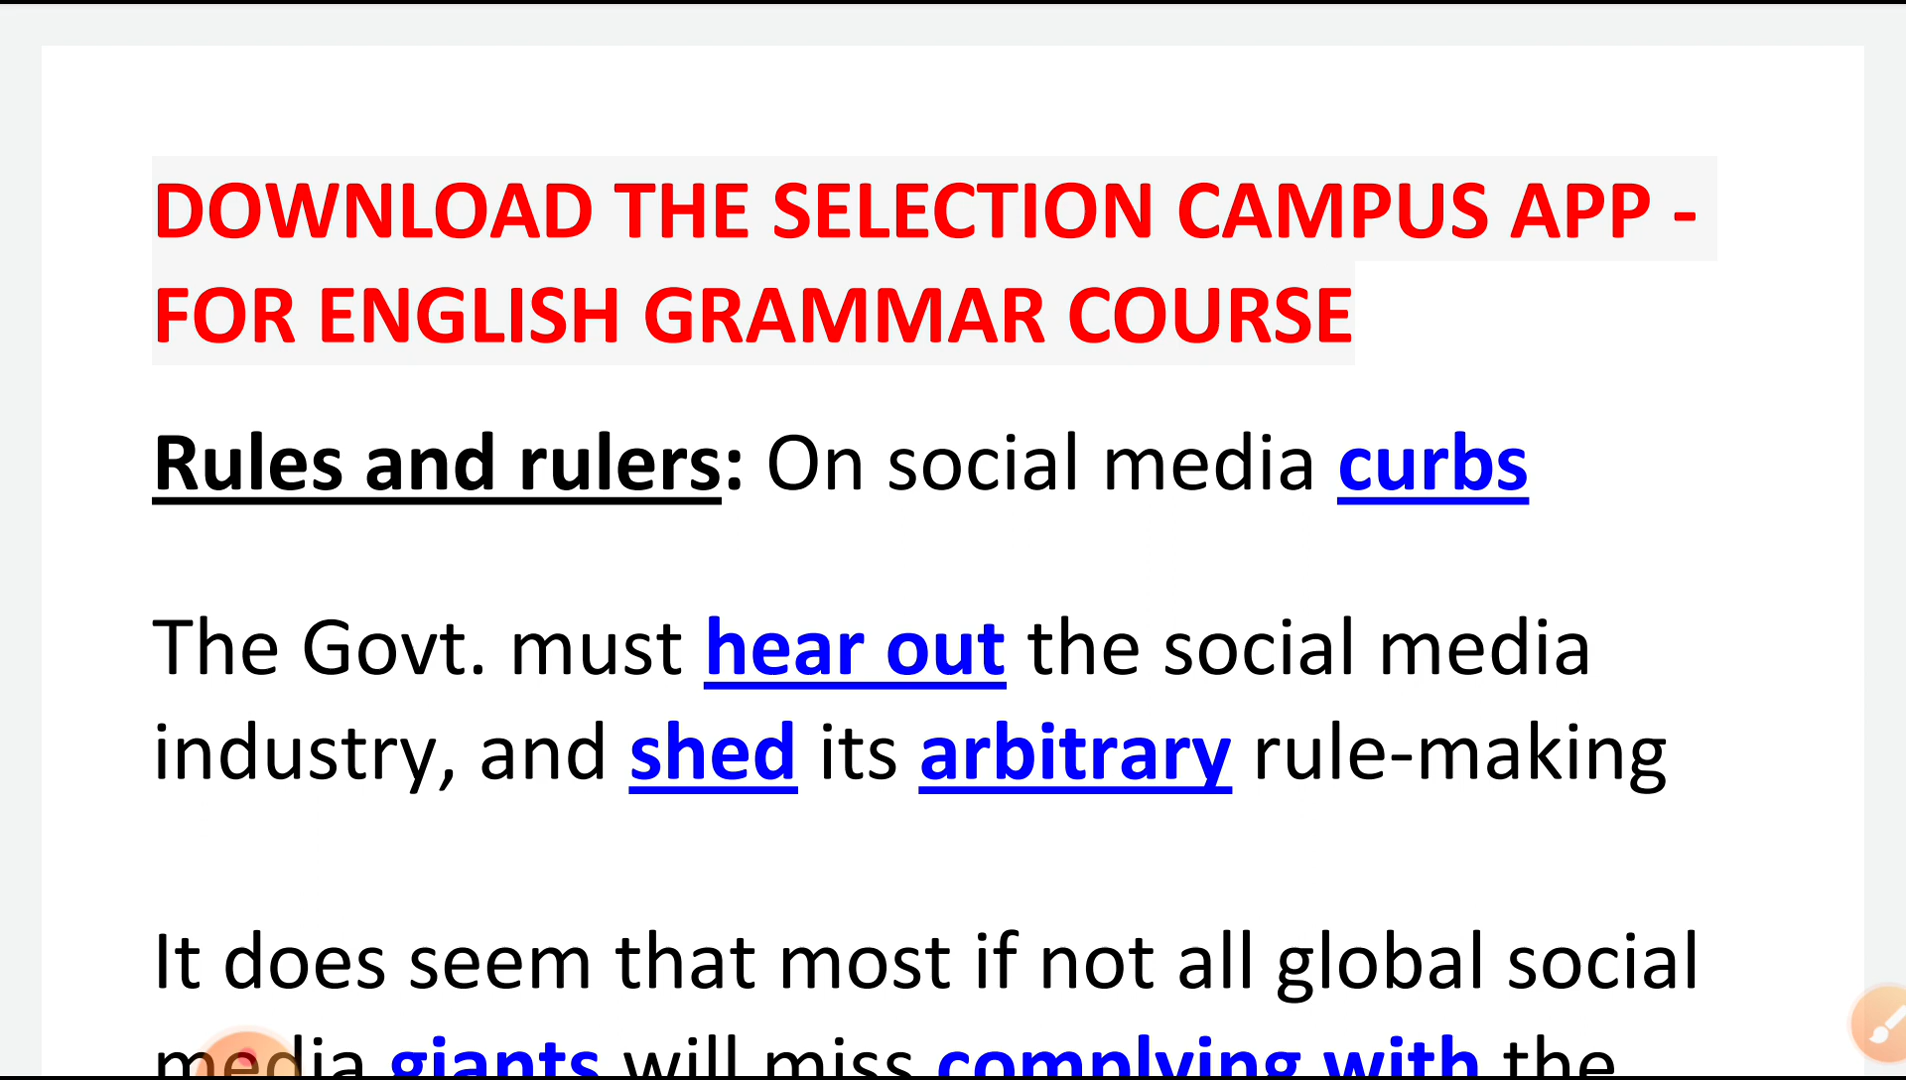 DOWNLOAD THE SELECTION CAMPUS APP -
FOR ENGLISH GRAMMAR COURSE
Rules and rulers: On social media curbs
The Govt. must hear out the social media
industry, and shed its arbitrary rule-making
It does seem that most if not all global social
media giants will miss complying with the